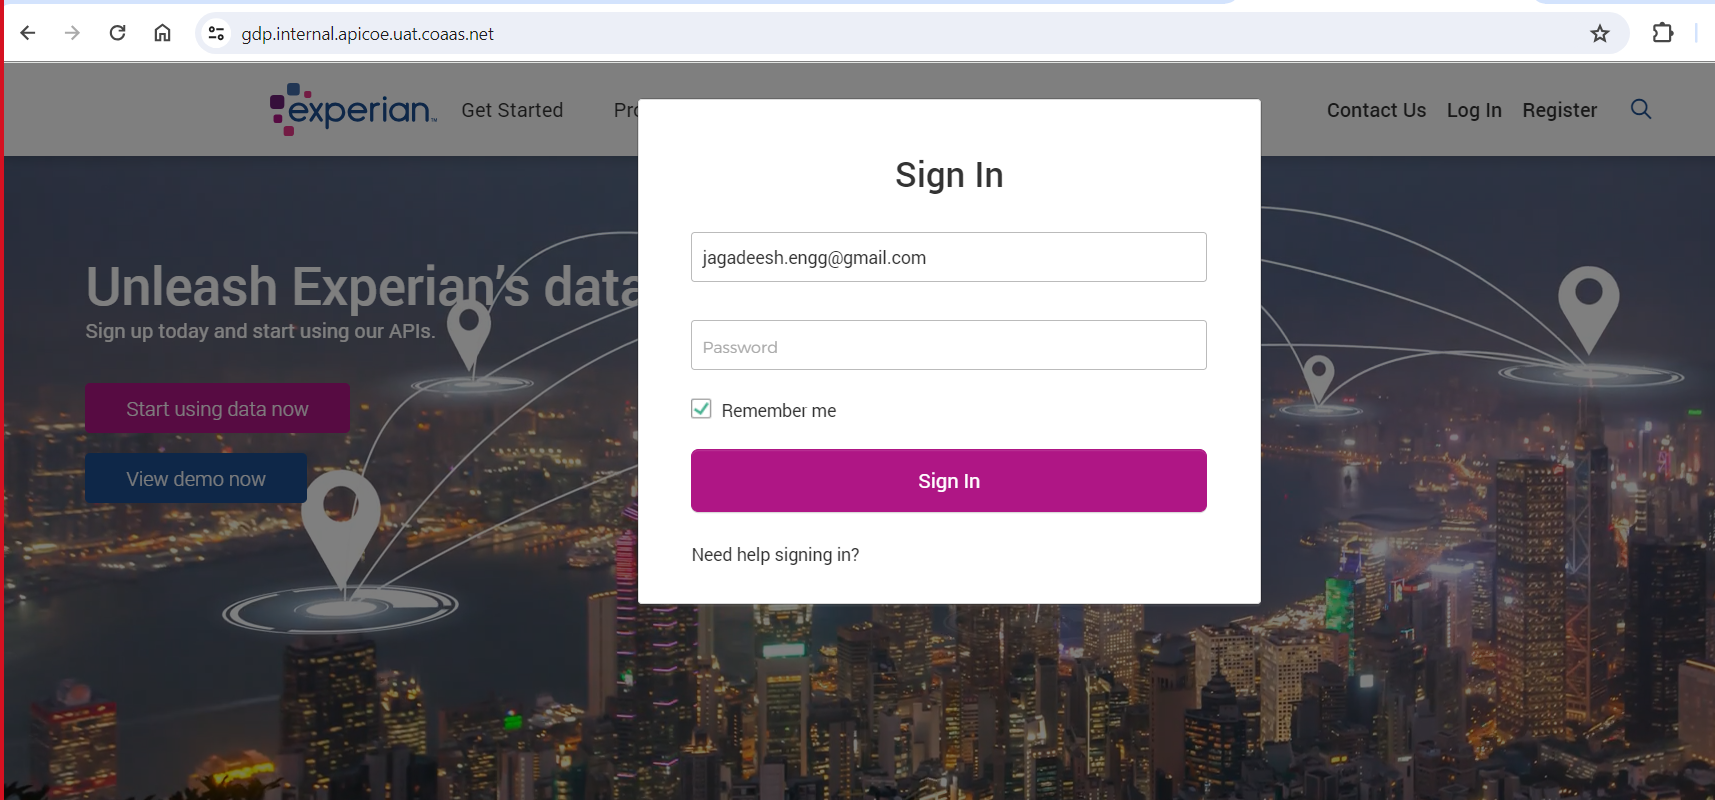 gdp.internal.apicoe.uat.coaas.net
experian™
Get Started
Contact Us
Log In
Register
Sign In
jagadeesh.engg@gmail.com
Password
Remember me
Sign In
Need help signing in?
Unleash Experian's data
Sign up today and start using our APIs.
Start using data now
View demo now